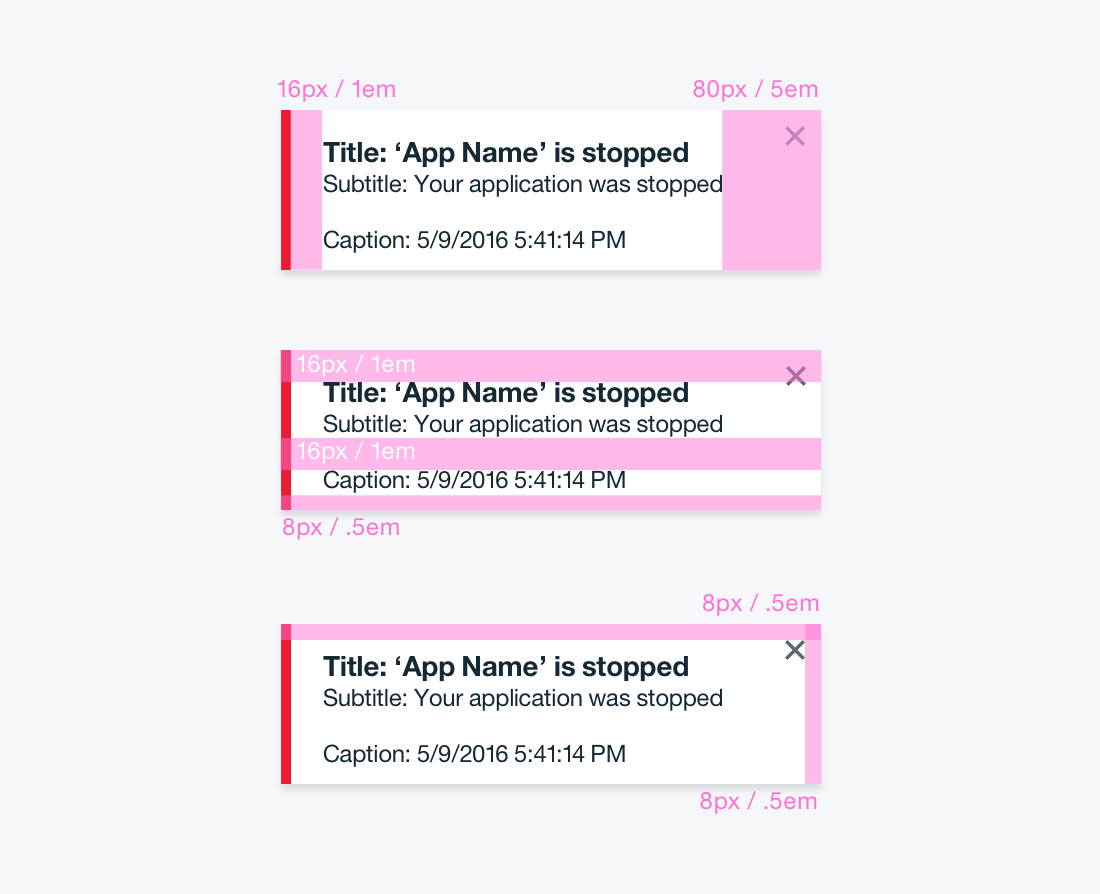 16px / 1em 80px / 5em
Title: ‘App Name’ is stopped
Subtitle: Your application was stopped
Caption: 5/9/2016 5:41:14 PM
16px / 1em
Title: ‘App Name’ is stopped
Subtitle: Your application was stopped
16px / 1em
Caption: 5/9/2016 5:41:14 PM
8px / .5em
8px / .5em
Title: ‘App Name’ is stopped
Subtitle: Your application was stopped
Caption: 5/9/2016 5:41:14 PM
8px / .5em